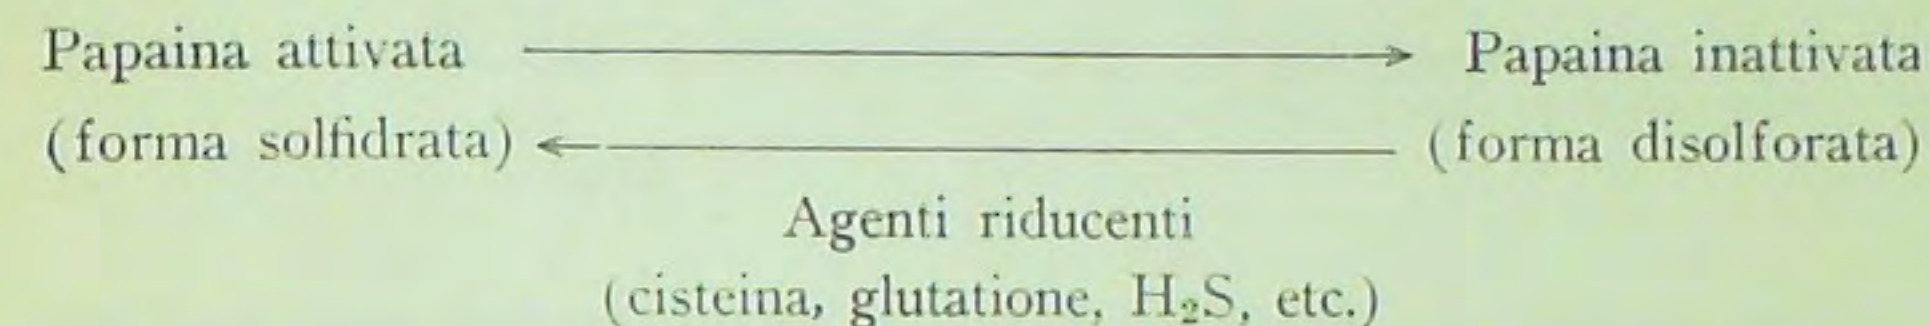 Papaina attivata ⟶ Papaina inattivata
(forma solfidrata) ⟵ (forma disolforata)
Agenti riducenti
(cisteina, glutatione, H₂S, etc.)